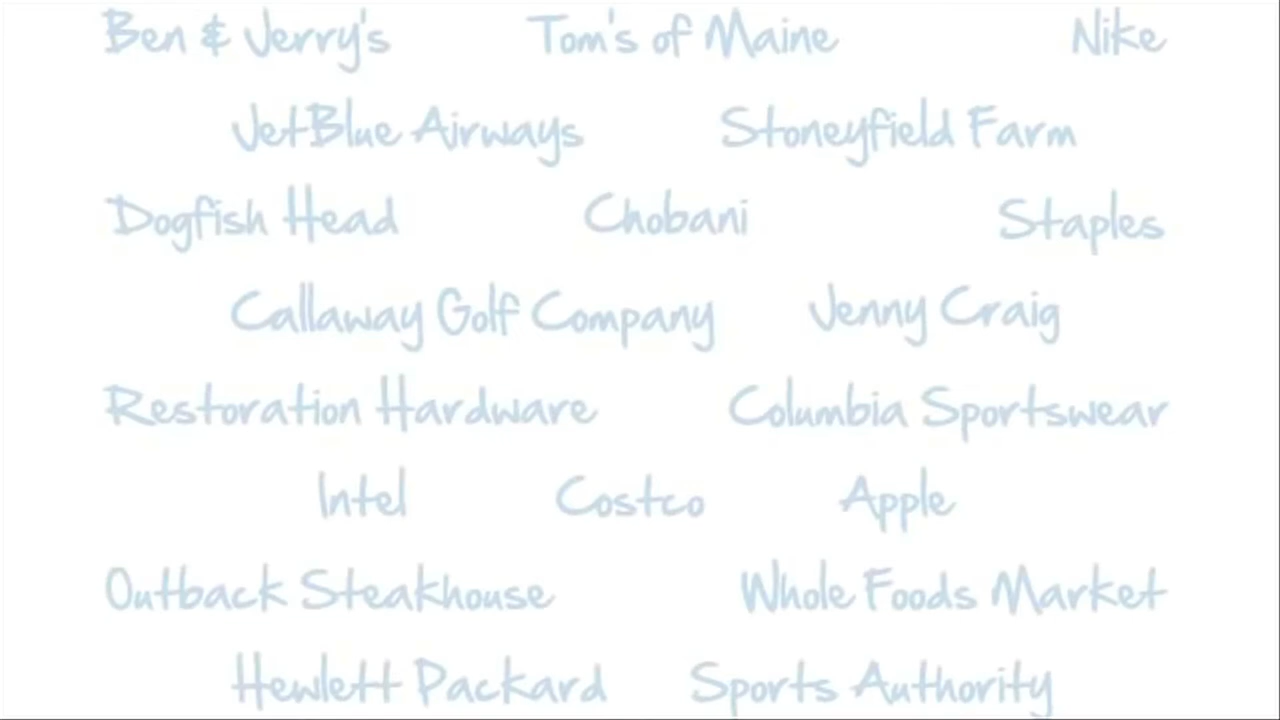 Ben & Jerry's Tom's of Maine Nike
JetBlue Airways Stoneyfield Farm
Dogfish Head Chobani Staples
Callaway Golf Company Jenny Craig
Restoration Hardware Columbia Sportswear
Intel Costco Apple
Outback Steakhouse Whole Foods Market
Hewlett Packard Sports Authority